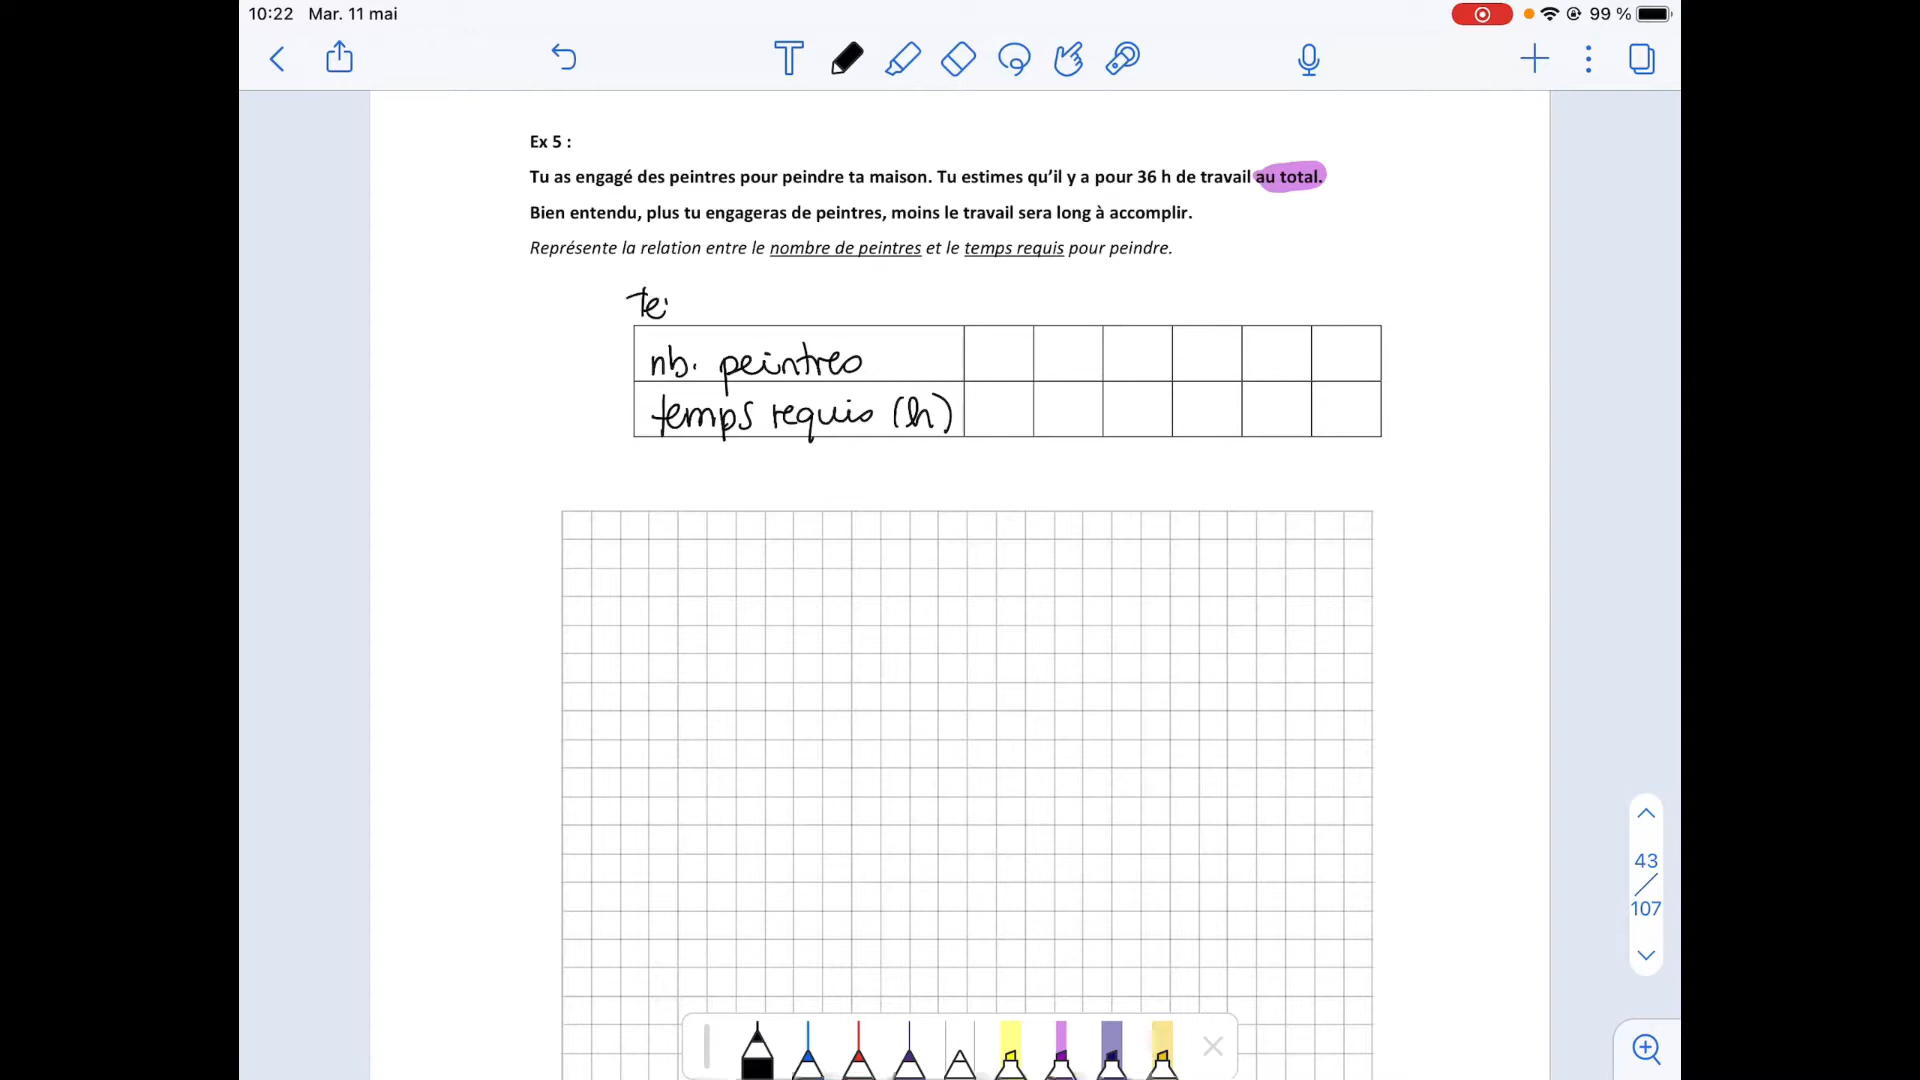 10:22 Mar. 11 mai 99 %
Ex 5 :
Tu as engagé des peintres pour peindre ta maison. Tu estimes qu’il y a pour 36 h de travail au total.
Bien entendu, plus tu engageras de peintres, moins le travail sera long à accomplir.
Représente la relation entre le nombre de peintres et le temps requis pour peindre.
te:
nb. peintres
temps requis (h)
43
107